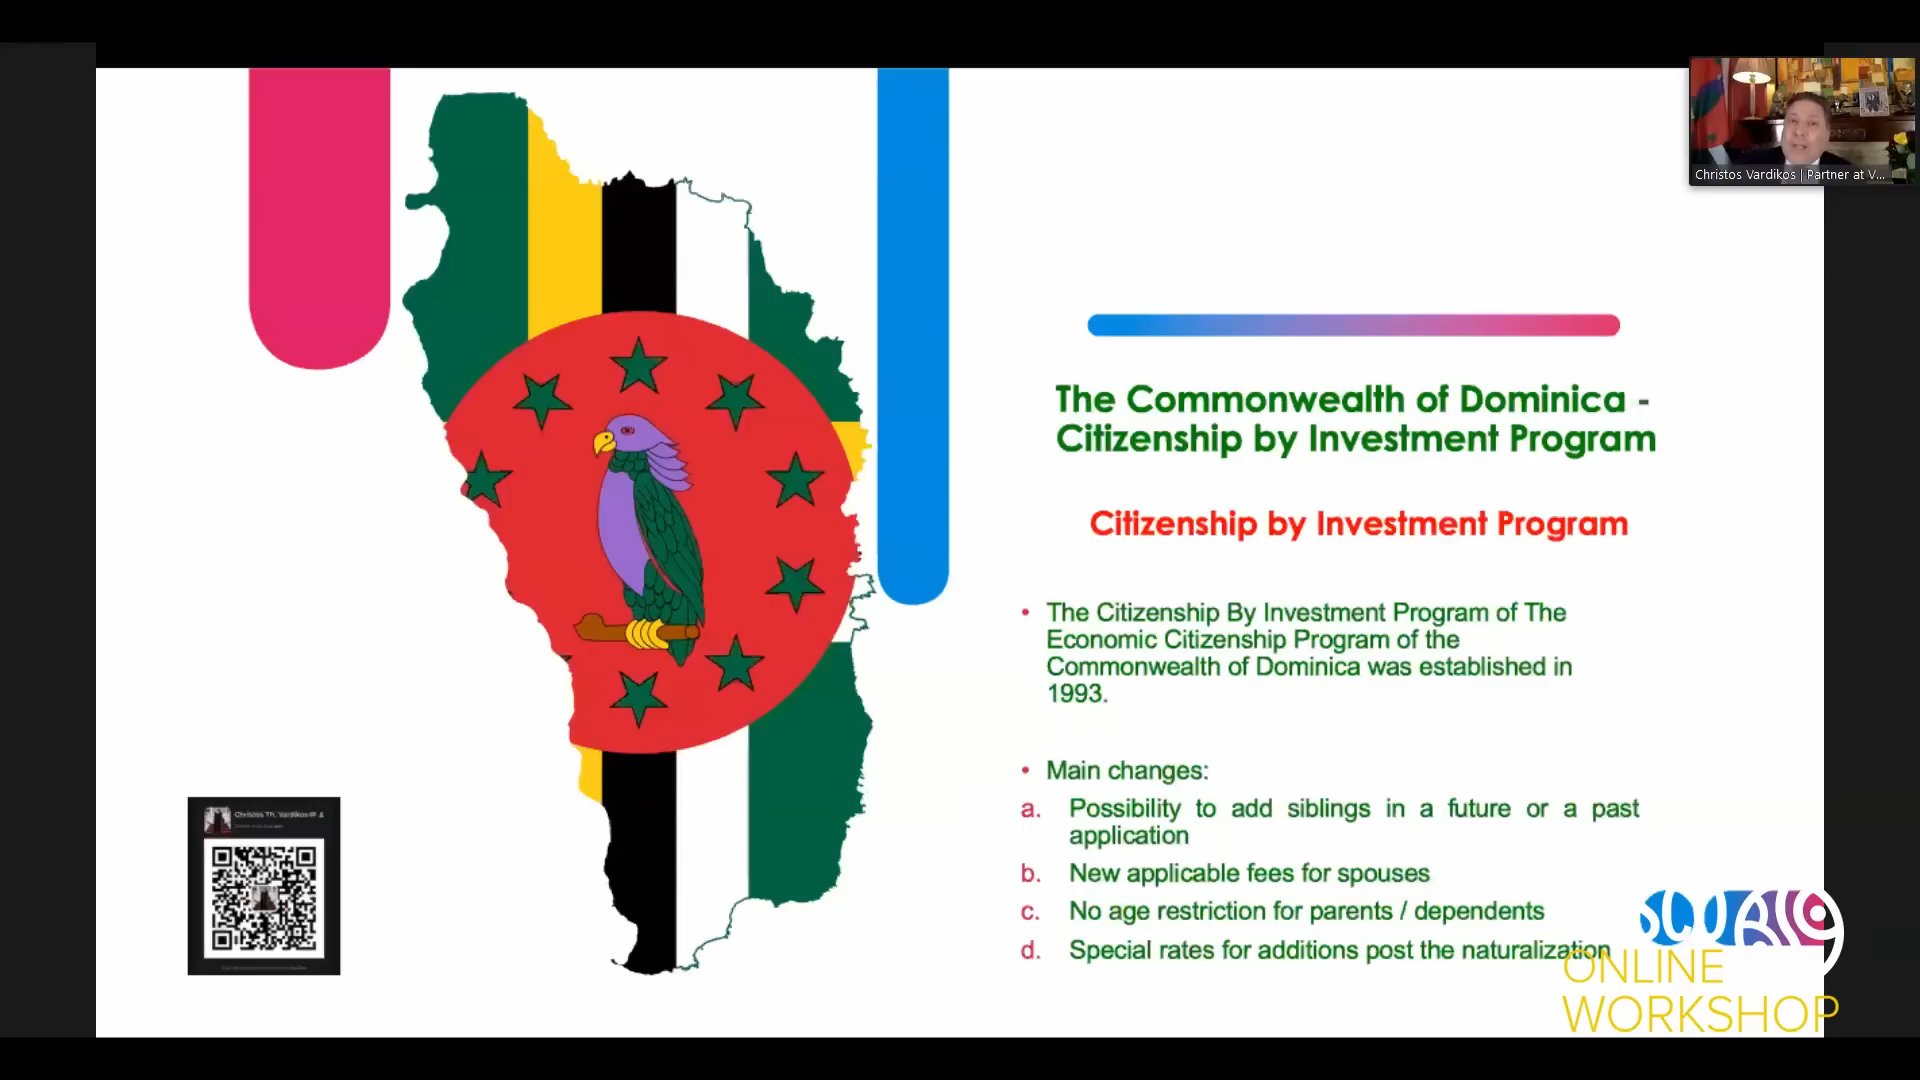 Christos Vardikos | Partner at V...
The Commonwealth of Dominica -
Citizenship by Investment Program
Citizenship by Investment Program
• The Citizenship By Investment Program of The
Economic Citizenship Program of the
Commonwealth of Dominica was established in
1993.
• Main changes:
a. Possibility to add siblings in a future or a past
application
b. New applicable fees for spouses
c. No age restriction for parents / dependents
d. Special rates for additions post the naturalization
Christos Th. Vardikos
ONLINE
WORKSHOP